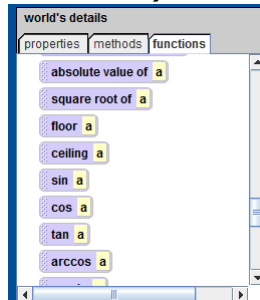 world's details
properties methods functions
absolute value of a
square root of a
floor a
ceiling a
sin a
cos a
tan a
arccos a